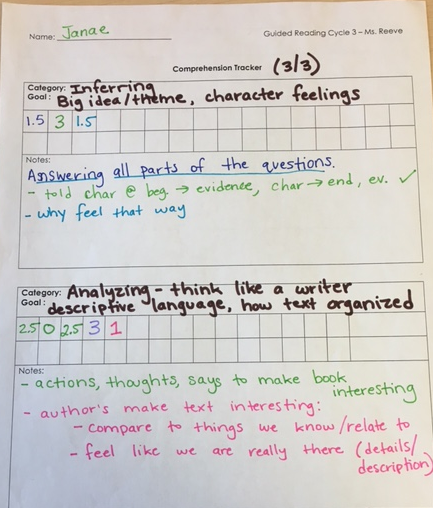 Name: Janae
Guided Reading Cycle 3 – Ms. Reeve
Comprehension Tracker (3/3)
Category: Inferring
Goal: Big idea/theme, character feelings
1.5 3 1.5
Notes:
Answering all parts of the questions.
- told char @ beg. → evidence, char → end, ev. ✓
- why feel that way
Category: Analyzing - think like a writer
Goal: descriptive language, how text organized
2.5 0 2.5 3 1
Notes:
- actions, thoughts, says to make book
interesting
- author's make text interesting:
- compare to things we know/relate to
- feel like we are really there (details/
description)